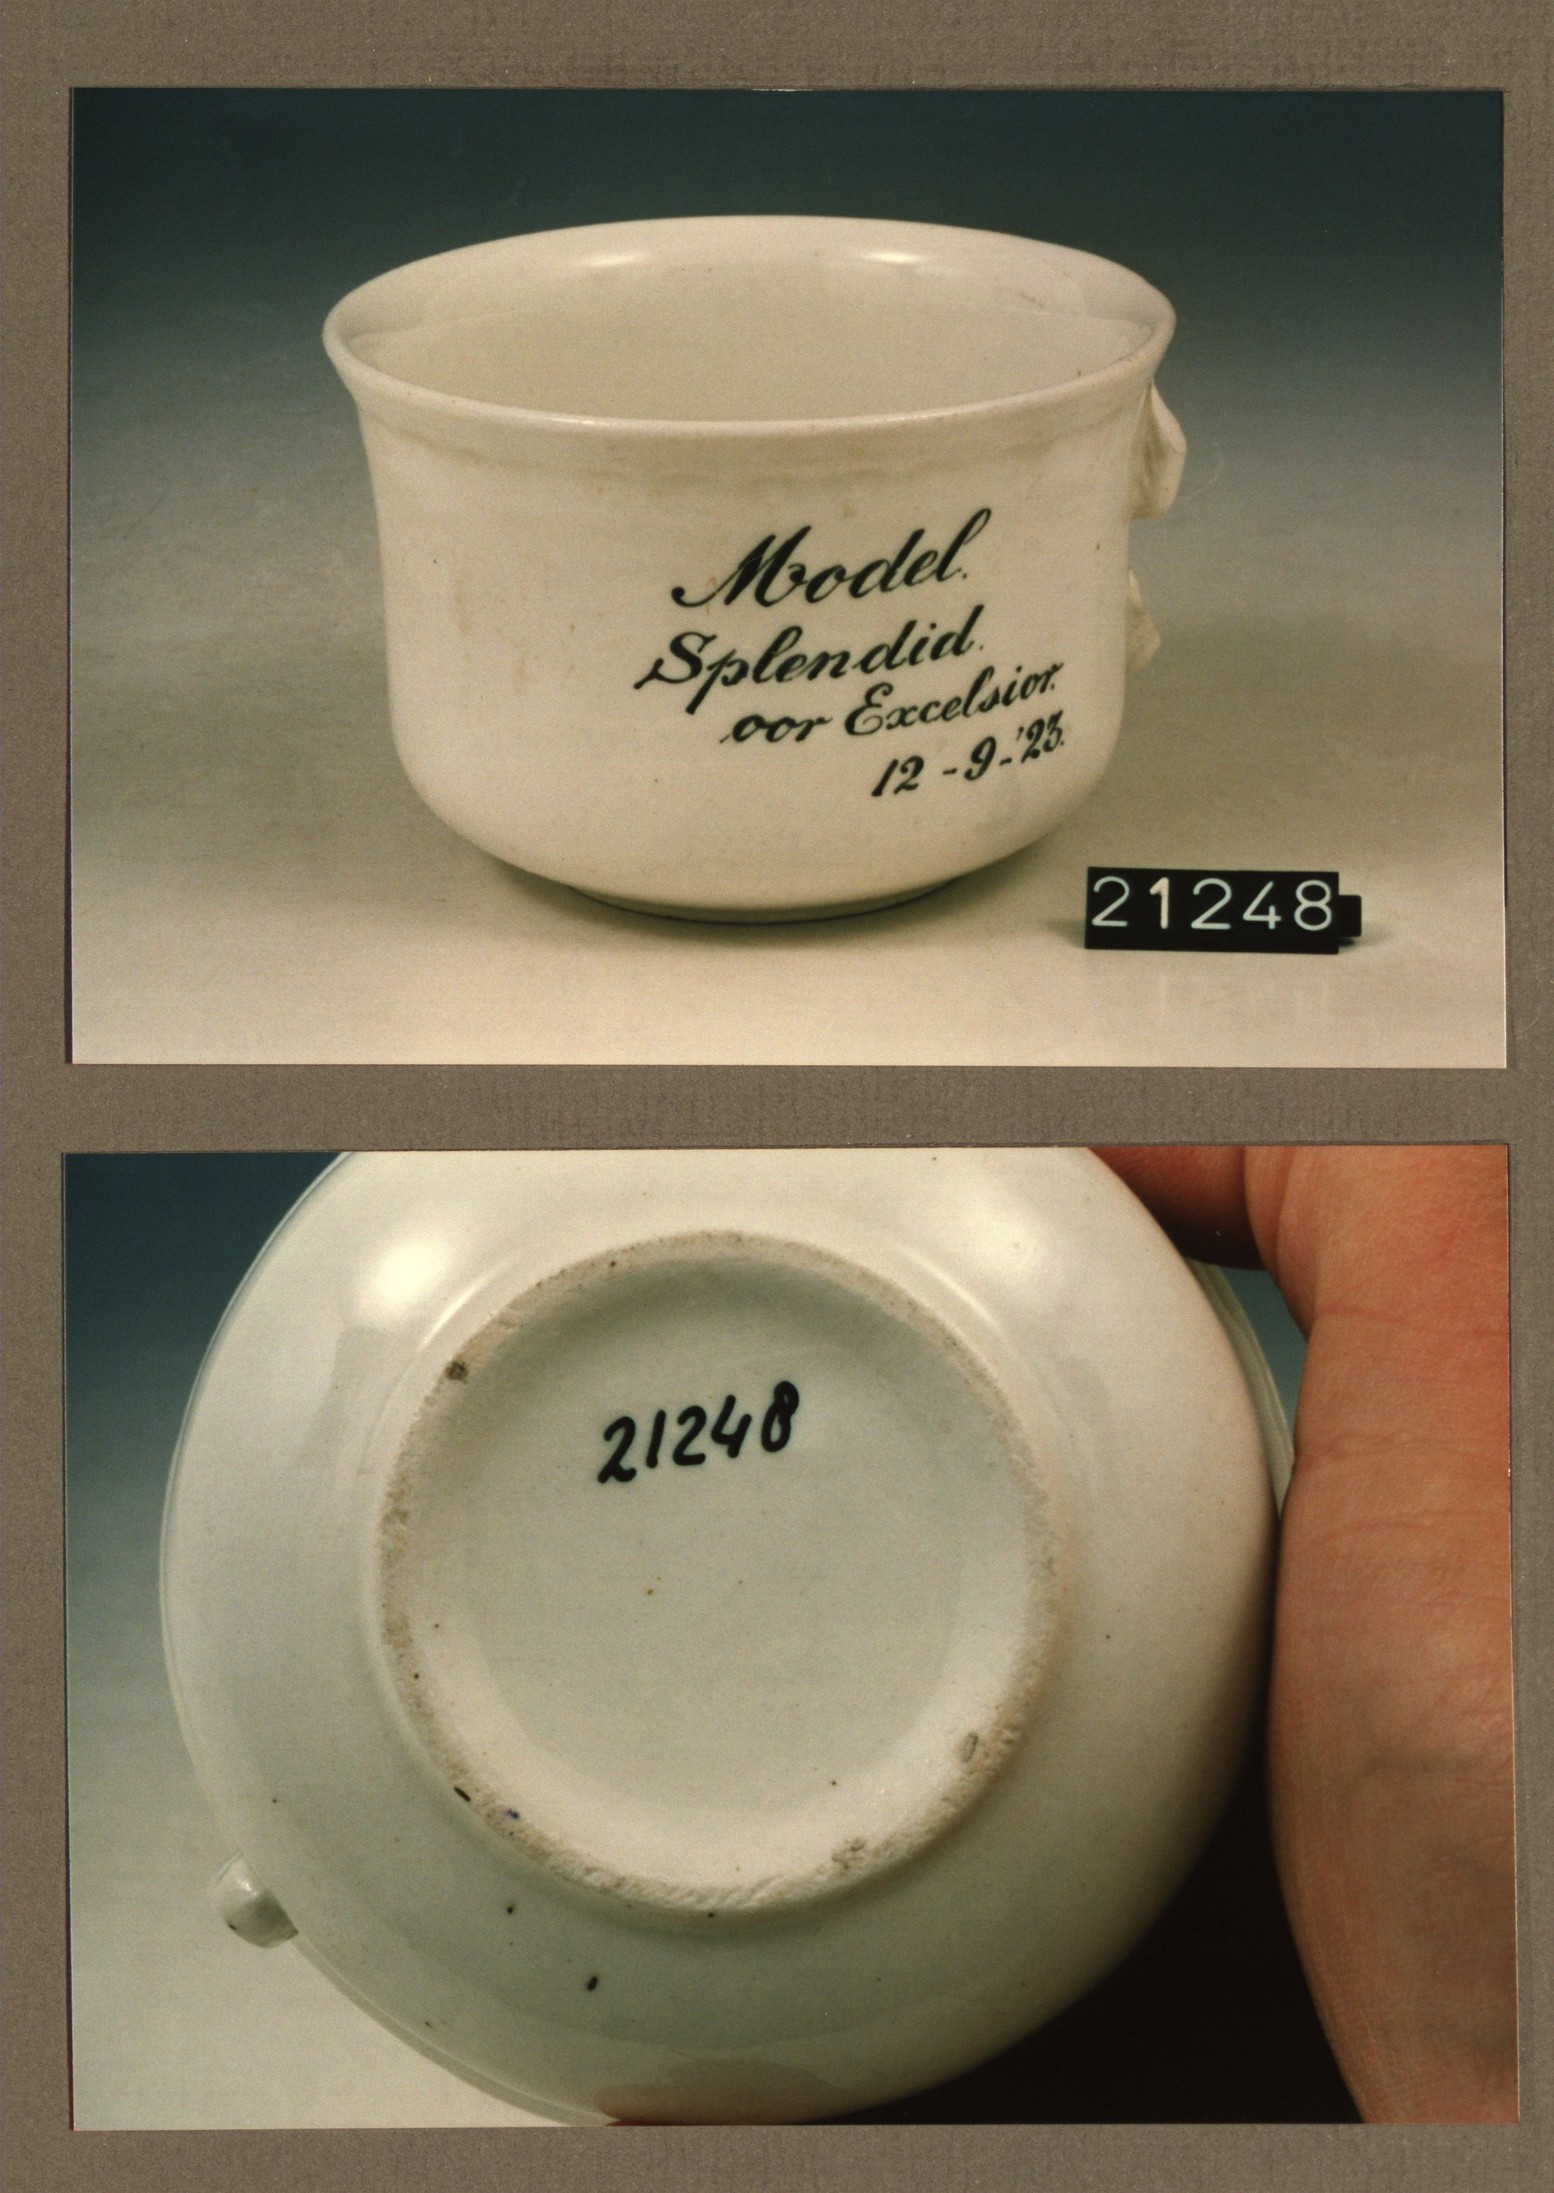 Model.
Splendid.
oor Excelsior.
12-9-'23.
21248
21248